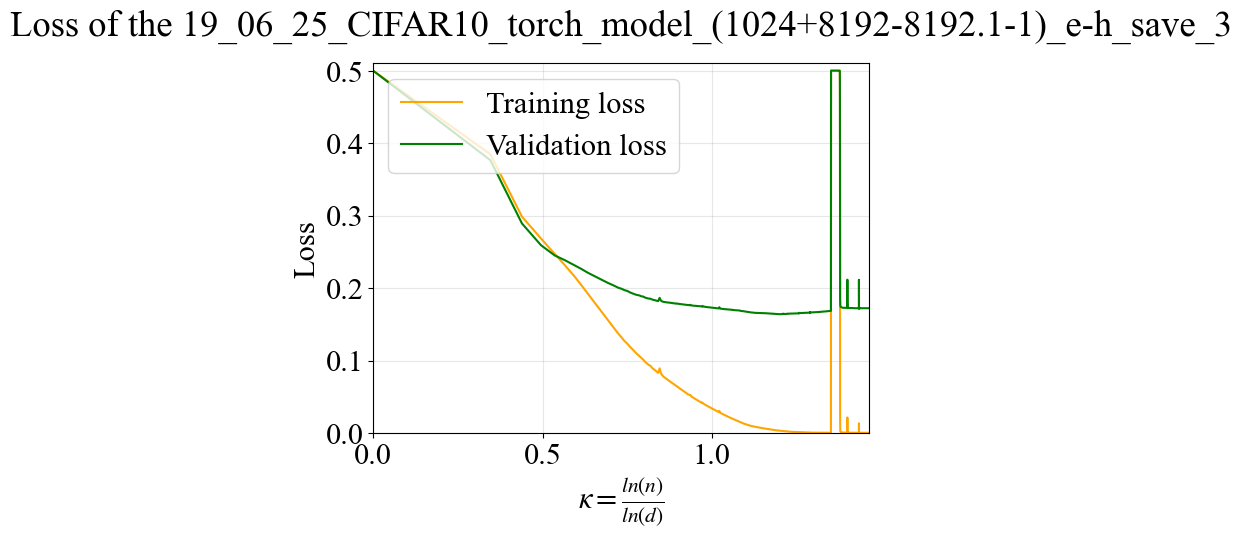 Loss of the 19_06_25_CIFAR10_torch_model_(1024+8192-8192.1-1)_e-h_save_3
0.5
Training loss
Validation loss
0.4
0.3
Loss
0.2
0.1
0.0
0.0 0.5 1.0
κ = ln(n)/ln(d)